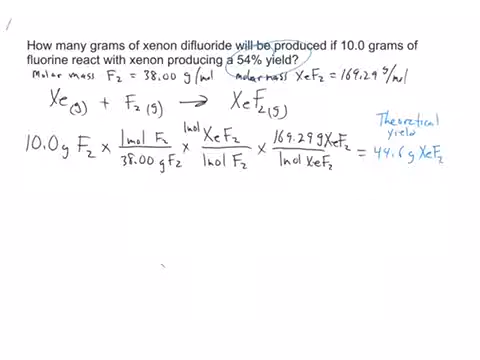 How many grams of xenon difluoride will be produced if 10.0 grams of
fluorine react with xenon producing a 54% yield?
Molar mass F₂ = 38.00 g/mol molar mass XeF₂ = 169.29 g/mol
Xe(g) + F₂(g) → XeF₂(g)
Theoretical
yield
10.0 g F₂ × 1 mol F₂ / 38.00 g F₂ × 1 mol XeF₂ / 1 mol F₂ × 169.29 g XeF₂ / 1 mol XeF₂ = 44.6 g XeF₂